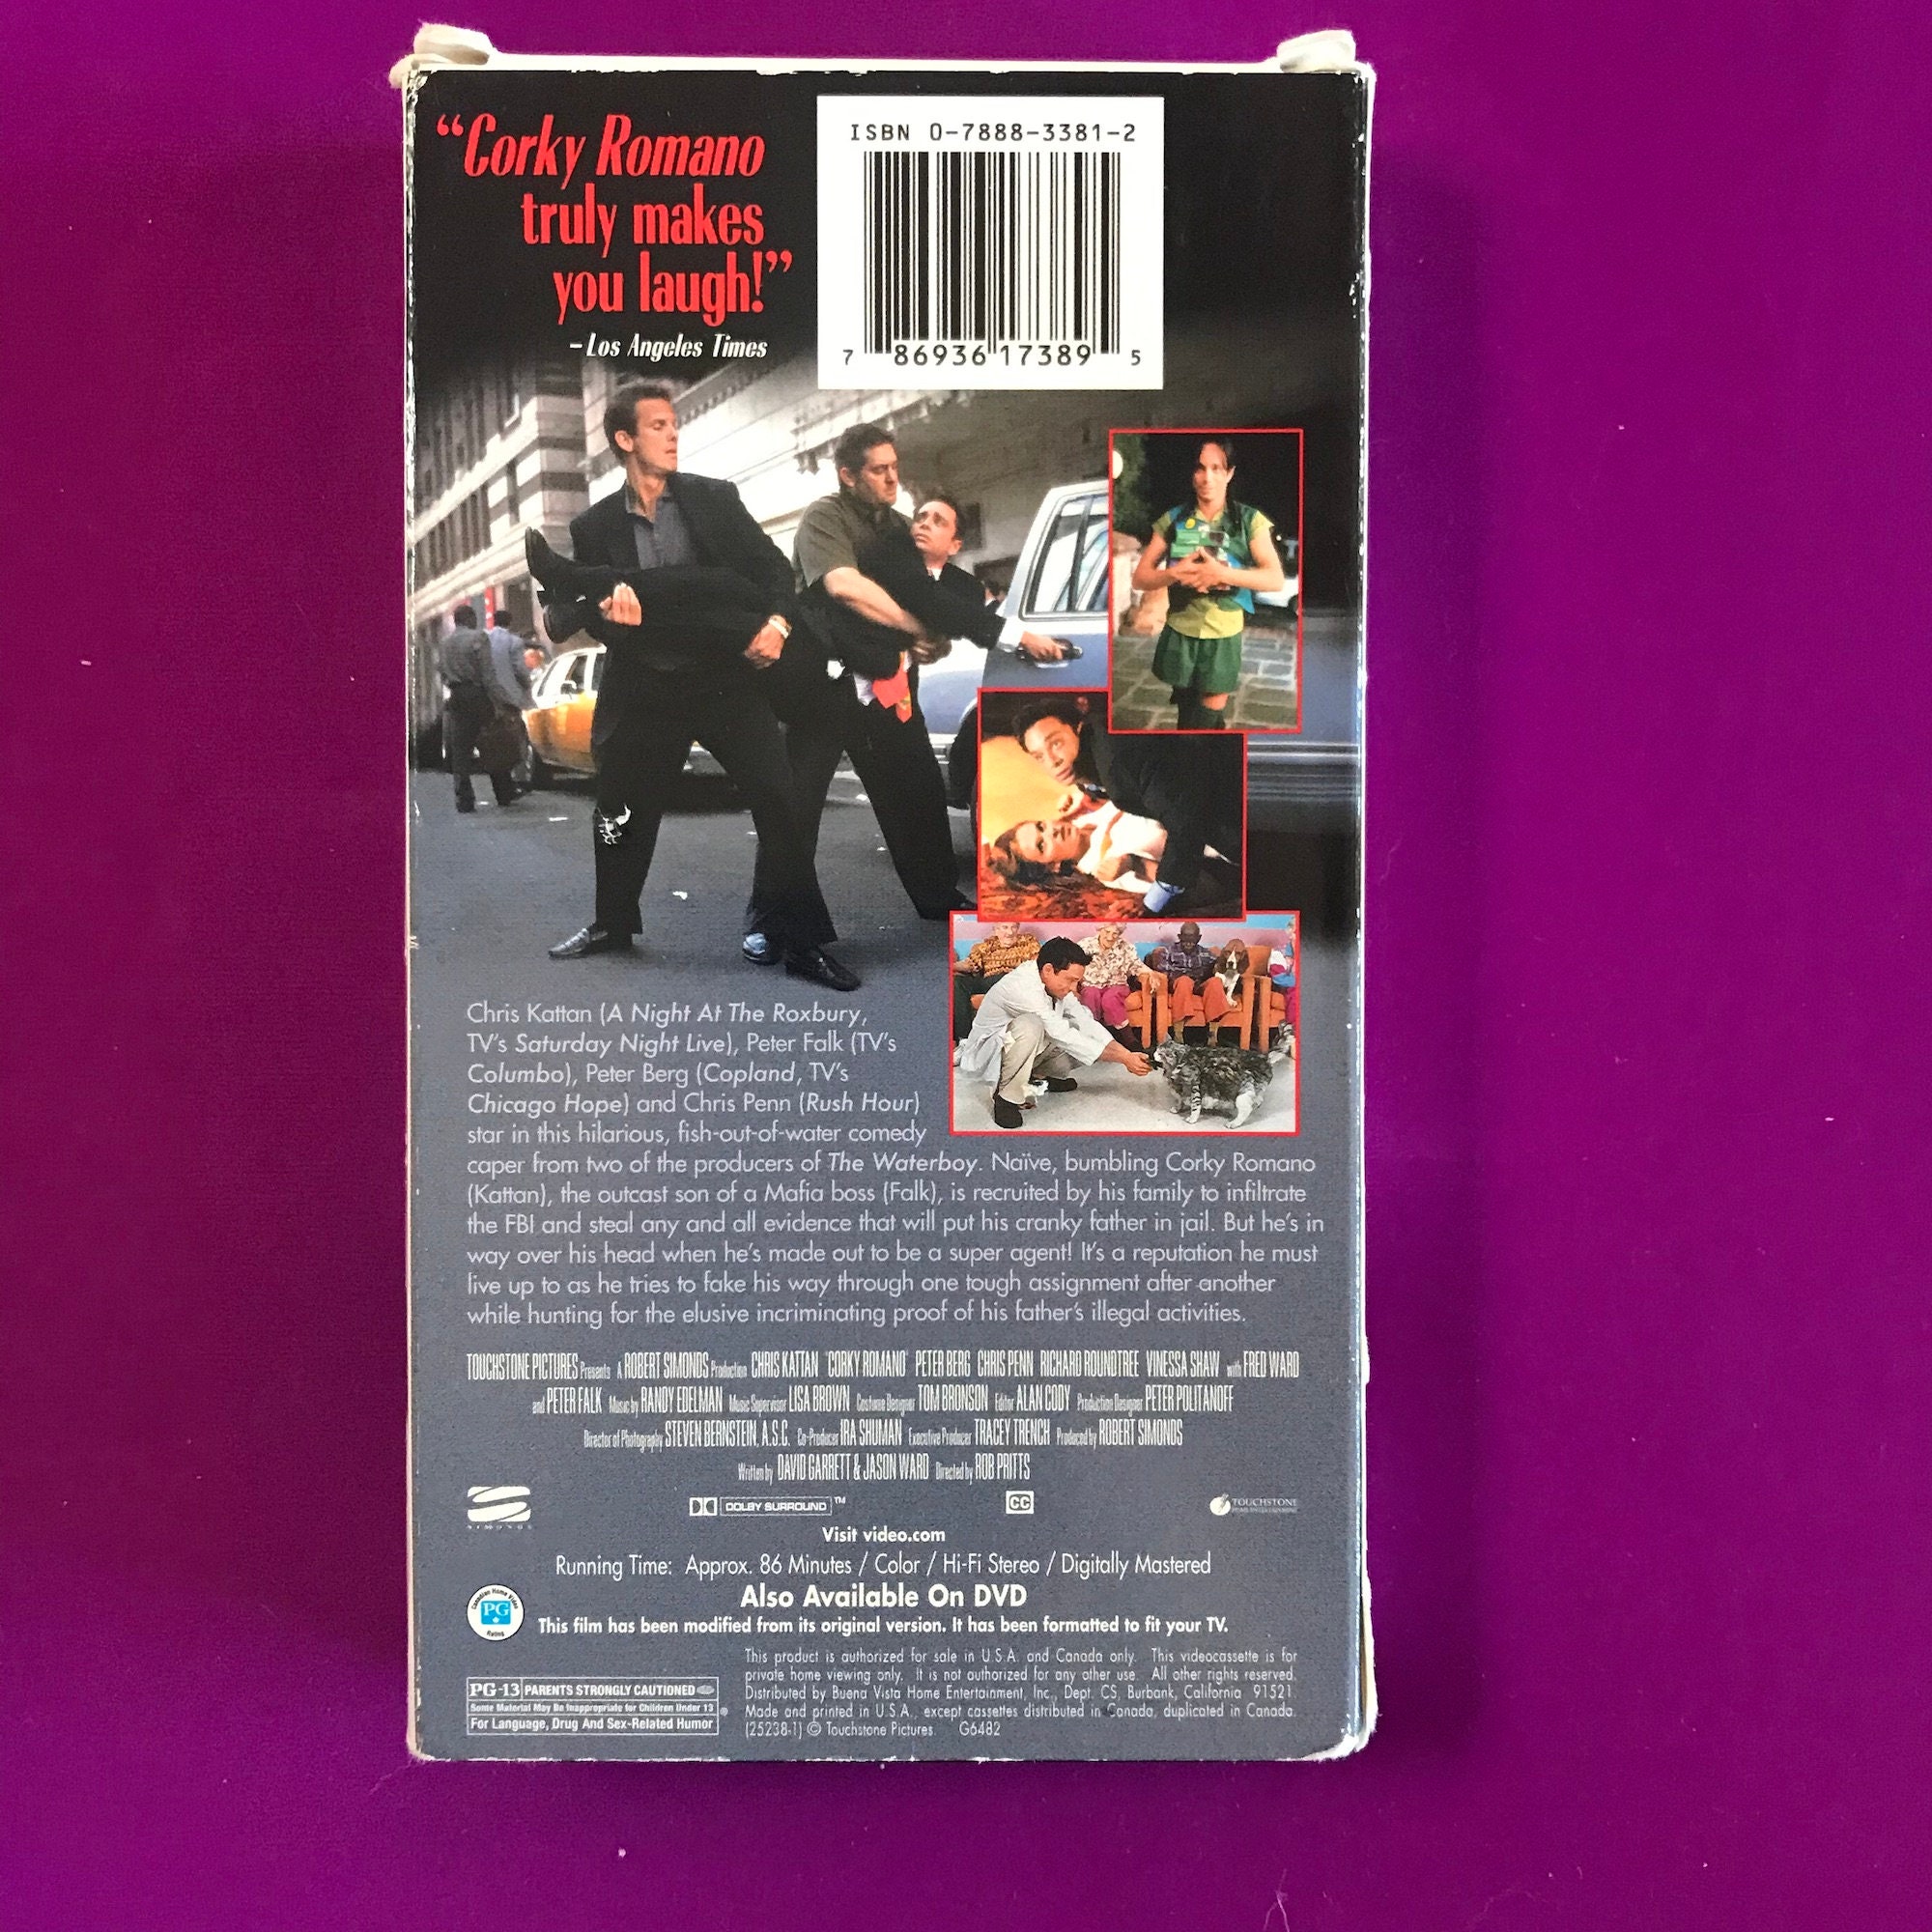 “Corky Romano
truly makes
you laugh!”
–Los Angeles Times
ISBN 0-7888-3381-2
7 86936 17389 5
Chris Kattan (A Night At The Roxbury,
TV's Saturday Night Live), Peter Falk (TV's
Columbo), Peter Berg (Copland, TV's
Chicago Hope) and Chris Penn (Rush Hour)
star in this hilarious, fish-out-of-water comedy
caper from two of the producers of The Waterboy. Naïve, bumbling Corky Romano
(Kattan), the outcast son of a Mafia boss (Falk), is recruited by his family to infiltrate
the FBI and steal any and all evidence that will put his cranky father in jail. But he's in
way over his head when he's made out to be a super agent! It's a reputation he must
live up to as he tries to fake his way through one tough assignment after another
while hunting for the elusive incriminating proof of his father's illegal activities.
TOUCHSTONE PICTURES Presents A ROBERT SIMONDS Production CHRIS KATTAN "CORKY ROMANO" PETER BERG CHRIS PENN RICHARD ROUNDTREE VINESSA SHAW with FRED WARD
and PETER FALK Music by RANDY EDELMAN Music Supervisor LISA BROWN Costume Designer TOM BRONSON Editor ALAN CODY Production Designer PETER POLITANOFF
Director of Photography STEVEN BERNSTEIN, A.S.C. Co-Producer IRA SHUMAN Executive Producer TRACEY TRENCH Produced by ROBERT SIMONDS
Written by DAVID GARRETT & JASON WARD Directed by ROB PRITTS
SIMONDS
DOLBY SURROUND ™
CC
TOUCHSTONE
HOME ENTERTAINMENT
Visit video.com
Running Time: Approx. 86 Minutes / Color / Hi-Fi Stereo / Digitally Mastered
Also Available On DVD
Canadian Home Video
PG
Rating
This film has been modified from its original version. It has been formatted to fit your TV.
PG-13 PARENTS STRONGLY CAUTIONED
Some Material May Be Inappropriate for Children Under 13 ®
For Language, Drug And Sex-Related Humor
This product is authorized for sale in U.S.A. and Canada only. This videocassette is for
private home viewing only. It is not authorized for any other use. All other rights reserved.
Distributed by Buena Vista Home Entertainment, Inc., Dept. CS, Burbank, California 91521.
Made and printed in U.S.A., except cassettes distributed in Canada, duplicated in Canada.
(25238-1) © Touchstone Pictures. G6482